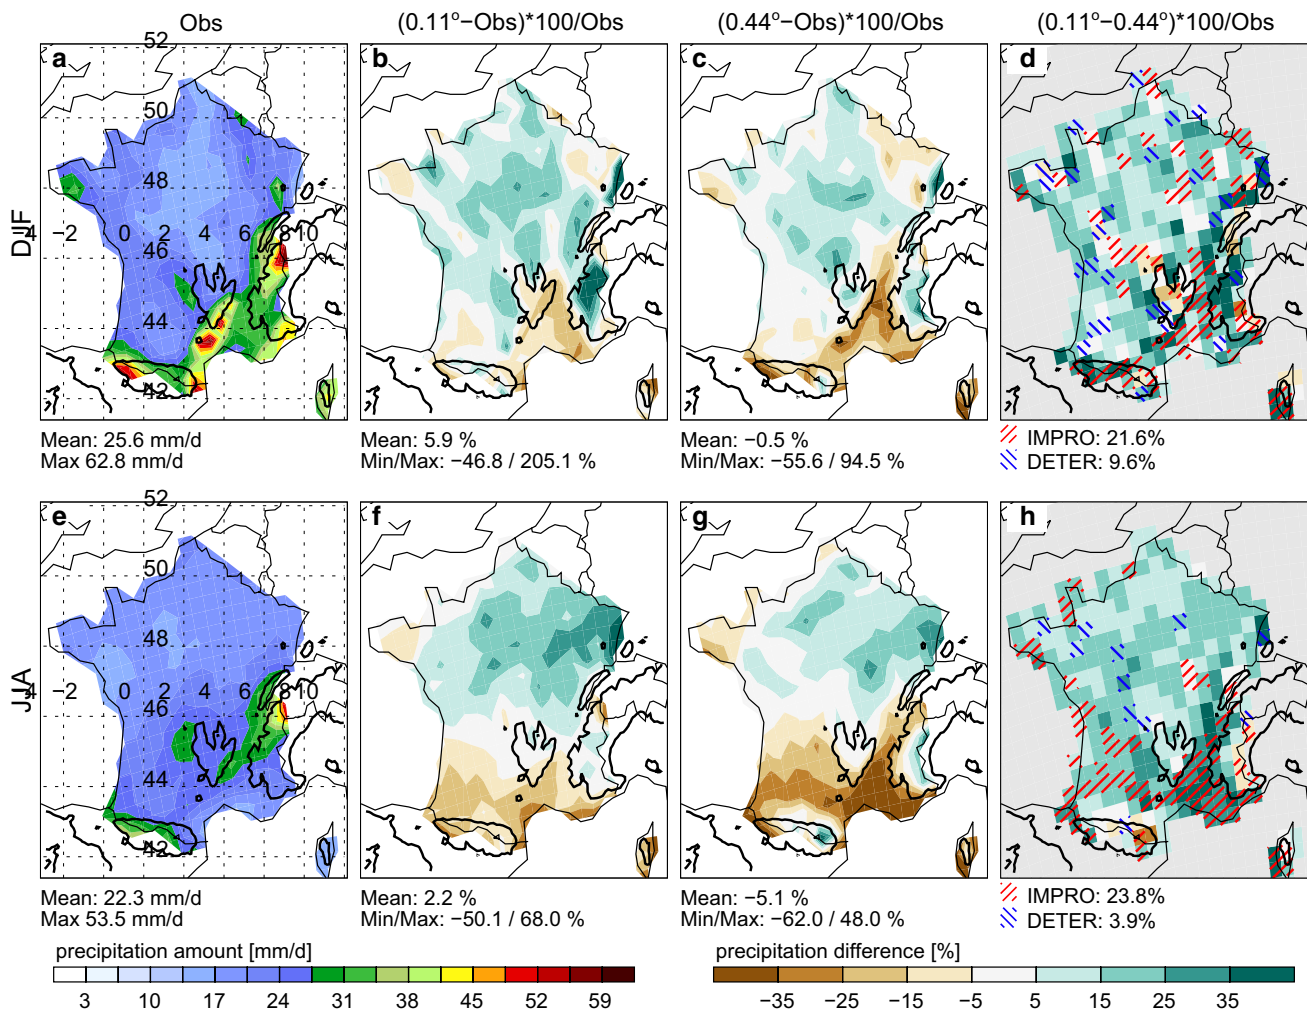 Obs
(0.11°−Obs)*100/Obs
(0.44°−Obs)*100/Obs
(0.11°−0.44°)*100/Obs
DJF
a
b
c
d
52
50
48
46
44
42
4 −2 0 2 4 6 8 10
Mean: 25.6 mm/d
Max 62.8 mm/d
Mean: 5.9 %
Min/Max: −46.8 / 205.1 %
Mean: −0.5 %
Min/Max: −55.6 / 94.5 %
IMPRO: 21.6%
DETER: 9.6%
JJA
e
f
g
h
52
50
48
46
44
42
4 −2 0 2 4 6 8 10
Mean: 22.3 mm/d
Max 53.5 mm/d
Mean: 2.2 %
Min/Max: −50.1 / 68.0 %
Mean: −5.1 %
Min/Max: −62.0 / 48.0 %
IMPRO: 23.8%
DETER: 3.9%
precipitation amount [mm/d]
3 10 17 24 31 38 45 52 59
precipitation difference [%]
−35 −25 −15 −5 5 15 25 35